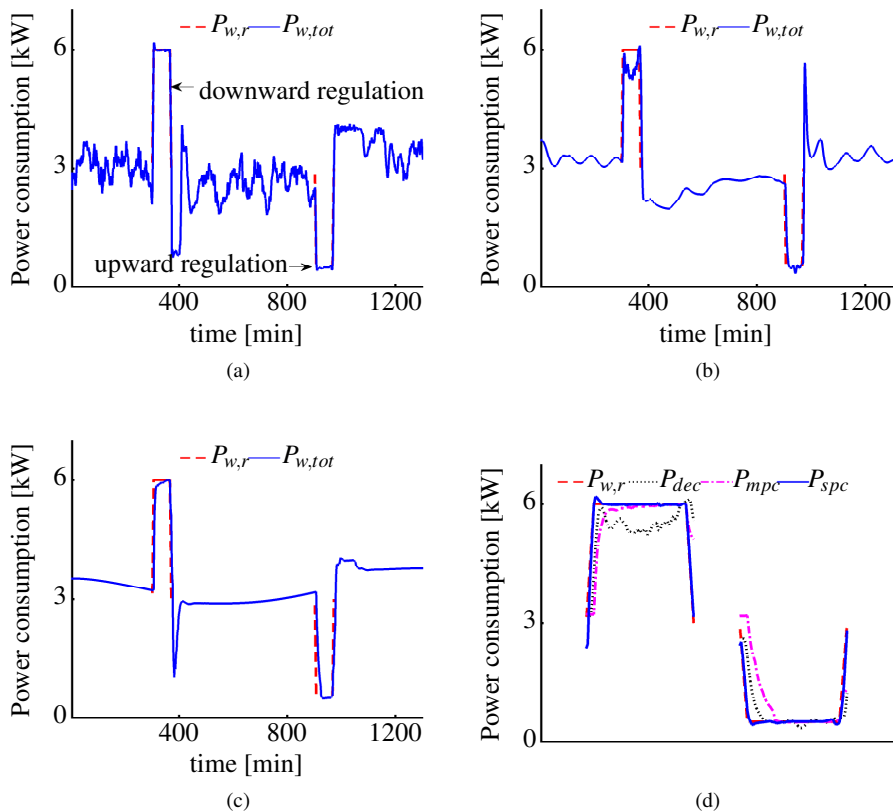 P_{w,r} P_{w,tot}
Power consumption [kW]
6
3
0
downward regulation
upward regulation
400 800 1200
time [min]
(a)
P_{w,r} P_{w,tot}
Power consumption [kW]
6
3
0
400 800 1200
time [min]
(b)
P_{w,r} P_{w,tot}
Power consumption [kW]
6
3
0
400 800 1200
time [min]
(c)
P_{w,r} P_{dec} P_{mpc} P_{spc}
Power consumption [kW]
6
3
0
(d)